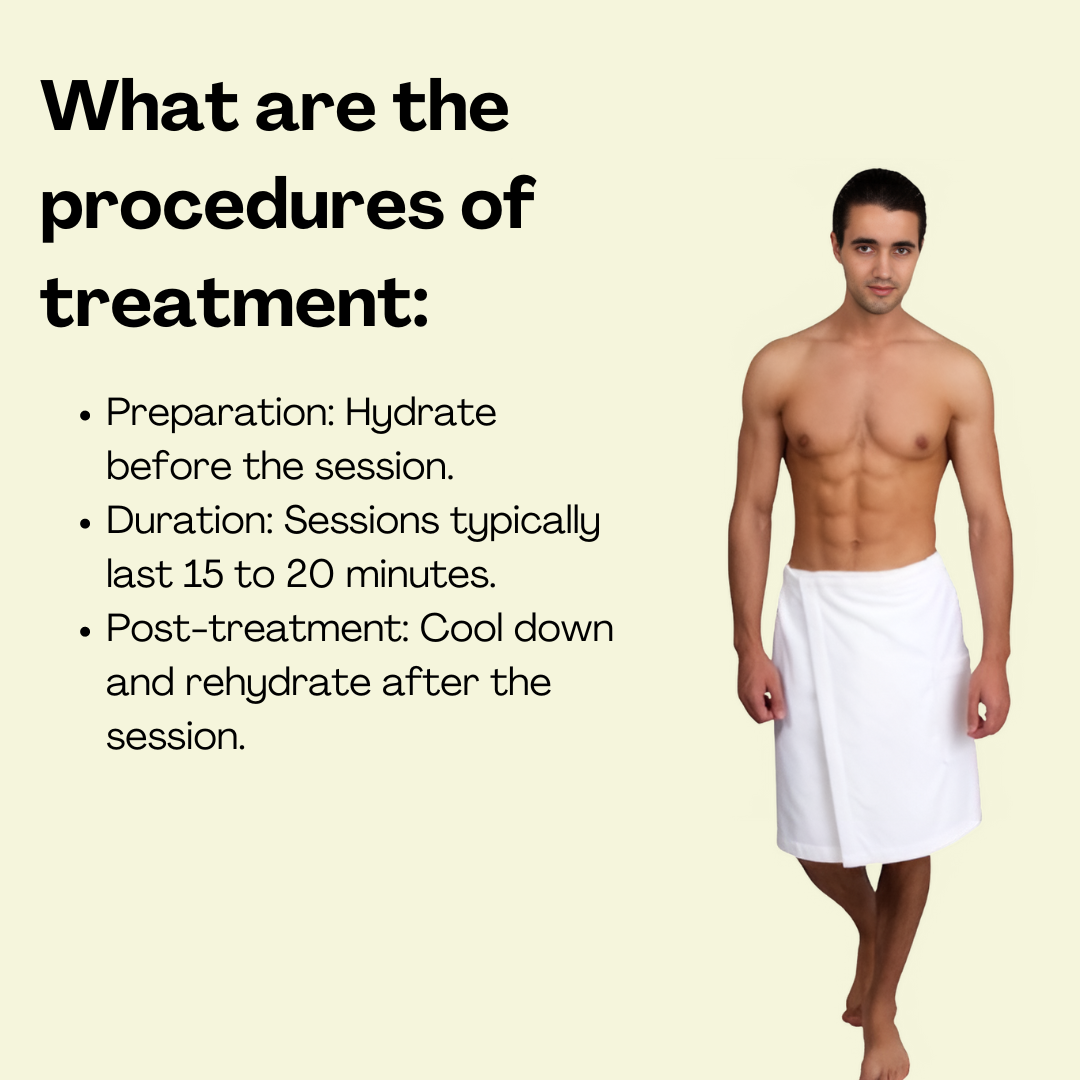 What are the
procedures of
treatment:
• Preparation: Hydrate
before the session.
• Duration: Sessions typically
last 15 to 20 minutes.
• Post-treatment: Cool down
and rehydrate after the
session.